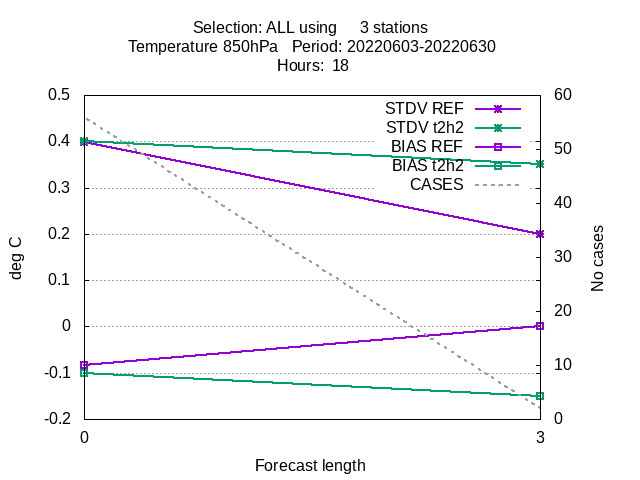 Selection: ALL using 3 stations
Temperature 850hPa Period: 20220603-20220630
Hours: 18
0.5
0.4
0.3
0.2
0.1
0
-0.1
-0.2
60
50
40
30
20
10
0
STDV REF
STDV t2h2
BIAS REF
BIAS t2h2
CASES
deg C
No cases
0
3
Forecast length